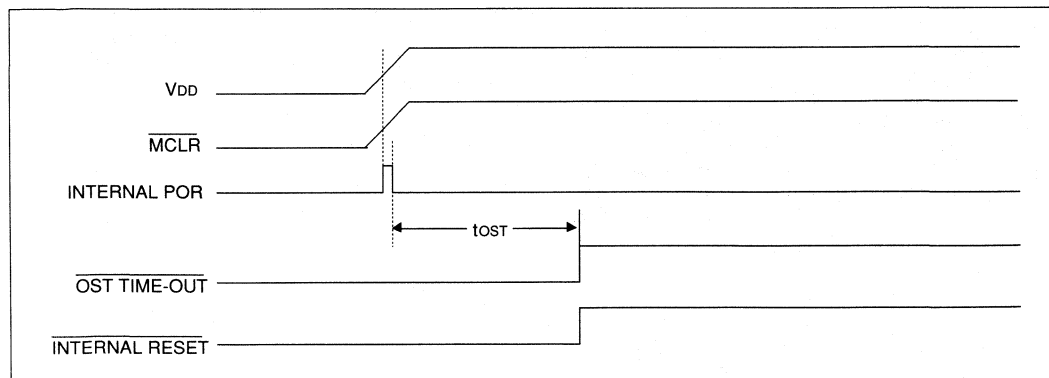 VDD
MCLR
INTERNAL POR
tOST
OST TIME-OUT
INTERNAL RESET